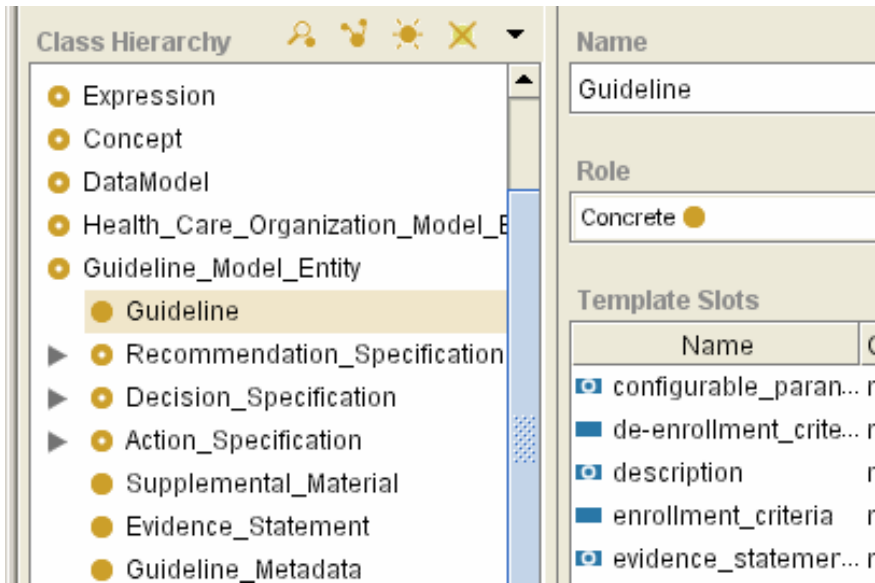 Class Hierarchy
Expression
Concept
DataModel
Health_Care_Organization_Model_E
Guideline_Model_Entity
Guideline
Recommendation_Specification
Decision_Specification
Action_Specification
Supplemental_Material
Evidence_Statement
Guideline_Metadata
Name
Guideline
Role
Concrete
Template Slots
Name
configurable_param...
de-enrollment_crite...
description
enrollment_criteria
evidence_statemer...